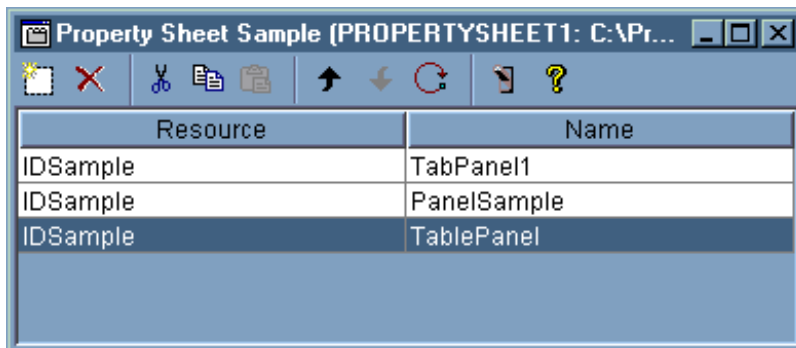 Property Sheet Sample (PROPERTYSHEET1: C:\Pr...
Resource Name
IDSample TabPanel1
IDSample PanelSample
IDSample TablePanel